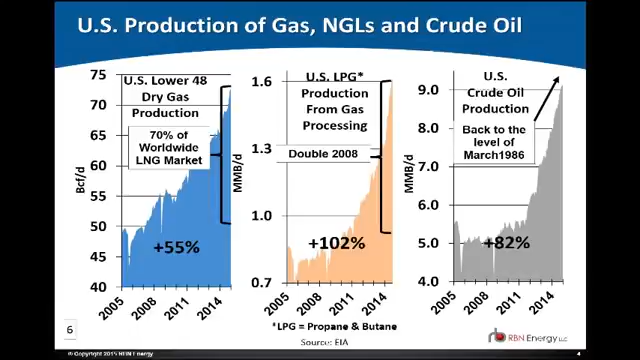 U.S. Production of Gas, NGLs and Crude Oil
U.S. Lower 48
Dry Gas
Production
70% of
Worldwide
LNG Market
+55%
Bcf/d
75
70
65
60
55
50
45
40
2005
2008
2011
2014
U.S. LPG*
Production
From Gas
Processing
Double 2008
+102%
MMB/d
1.6
1.3
1.0
0.7
2005
2008
2011
2014
U.S.
Crude Oil
Production
Back to the
level of
March1986
+82%
MMB/d
9.0
8.0
7.0
6.0
5.0
4.0
2005
2008
2011
2014
*LPG = Propane & Butane
Source: EIA
6
RBN Energy LLC
© Copyright 2015 RBN Energy
4